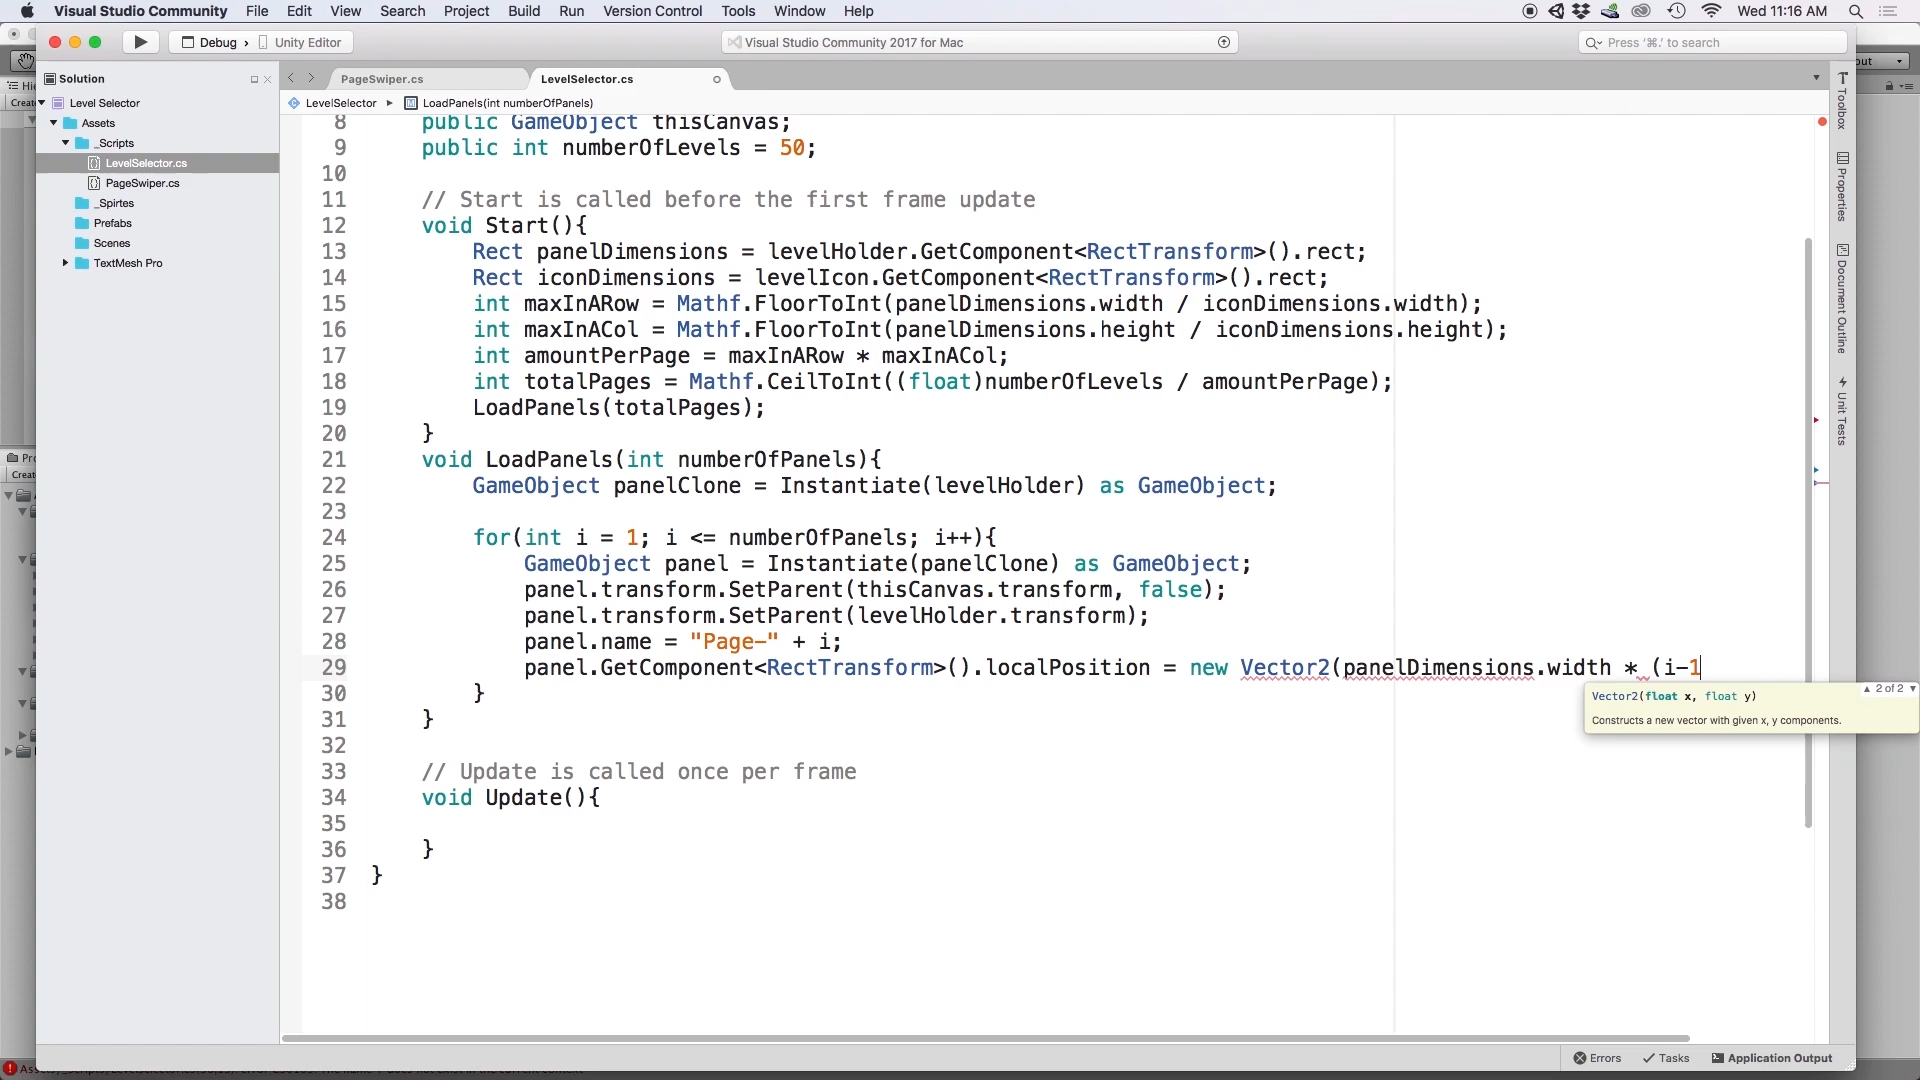 Visual Studio Community File Edit View Search Project Build Run Version Control Tools Window Help Wed 11:16 AM
Debug › Unity Editor Visual Studio Community 2017 for Mac Press ‘⌘.’ to search
Solution
Level Selector
Assets
_Scripts
LevelSelector.cs
PageSwiper.cs
_Spirtes
Prefabs
Scenes
TextMesh Pro
PageSwiper.cs LevelSelector.cs
LevelSelector LoadPanels(int numberOfPanels)
8 public GameObject thisCanvas;
9 public int numberOfLevels = 50;
10
11 // Start is called before the first frame update
12 void Start(){
13 Rect panelDimensions = levelHolder.GetComponent<RectTransform>().rect;
14 Rect iconDimensions = levelIcon.GetComponent<RectTransform>().rect;
15 int maxInARow = Mathf.FloorToInt(panelDimensions.width / iconDimensions.width);
16 int maxInACol = Mathf.FloorToInt(panelDimensions.height / iconDimensions.height);
17 int amountPerPage = maxInARow * maxInACol;
18 int totalPages = Mathf.CeilToInt((float)numberOfLevels / amountPerPage);
19 LoadPanels(totalPages);
20 }
21 void LoadPanels(int numberOfPanels){
22 GameObject panelClone = Instantiate(levelHolder) as GameObject;
23
24 for(int i = 1; i <= numberOfPanels; i++){
25 GameObject panel = Instantiate(panelClone) as GameObject;
26 panel.transform.SetParent(thisCanvas.transform, false);
27 panel.transform.SetParent(levelHolder.transform);
28 panel.name = "Page-" + i;
29 panel.GetComponent<RectTransform>().localPosition = new Vector2(panelDimensions.width * (i-1
30 }
31 }
32
33 // Update is called once per frame
34 void Update(){
35
36 }
37 }
38
▲ 2 of 2 ▼
Vector2(float x, float y)
Constructs a new vector with given x, y components.
Toolbox
Properties
Document Outline
Unit Tests
Errors Tasks Application Output